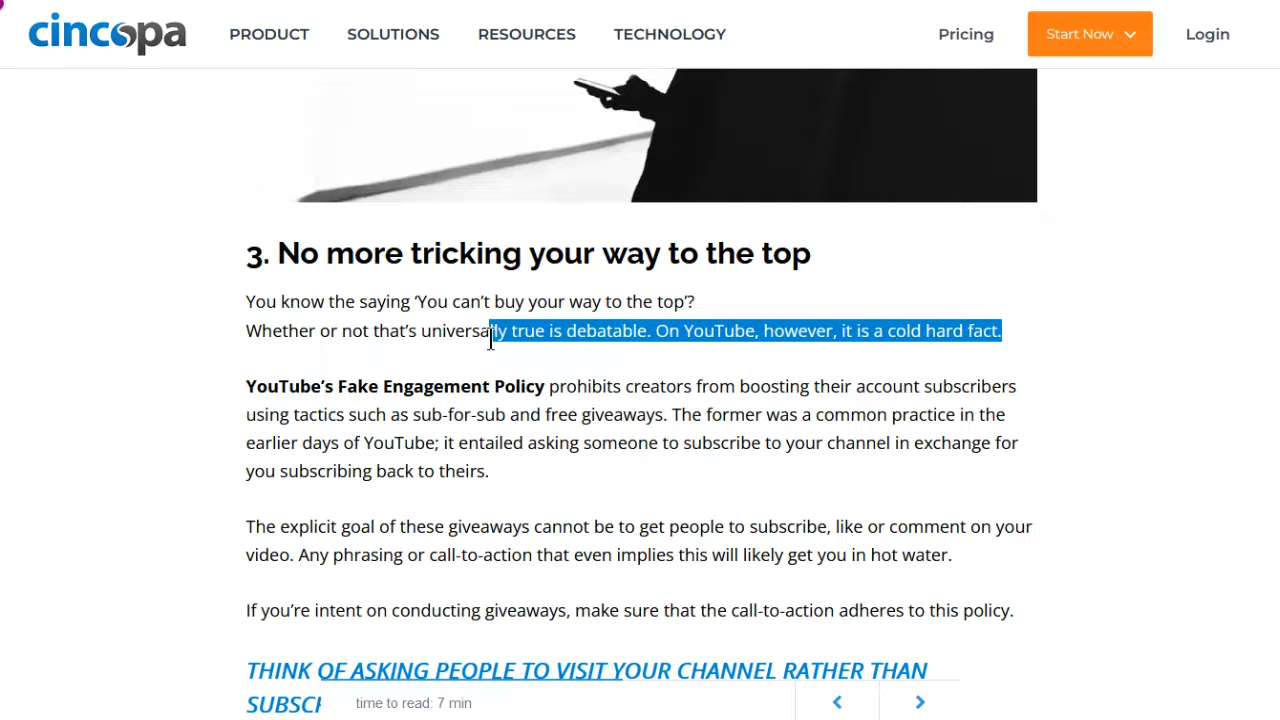 cincopa PRODUCT SOLUTIONS RESOURCES TECHNOLOGY Pricing Start Now Login
3. No more tricking your way to the top
You know the saying ‘You can’t buy your way to the top’?
Whether or not that’s universally true is debatable. On YouTube, however, it is a cold hard fact.
YouTube’s Fake Engagement Policy prohibits creators from boosting their account subscribers
using tactics such as sub-for-sub and free giveaways. The former was a common practice in the
earlier days of YouTube; it entailed asking someone to subscribe to your channel in exchange for
you subscribing back to theirs.
The explicit goal of these giveaways cannot be to get people to subscribe, like or comment on your
video. Any phrasing or call-to-action that even implies this will likely get you in hot water.
If you’re intent on conducting giveaways, make sure that the call-to-action adheres to this policy.
THINK OF ASKING PEOPLE TO VISIT YOUR CHANNEL RATHER THAN
time to read: 7 min